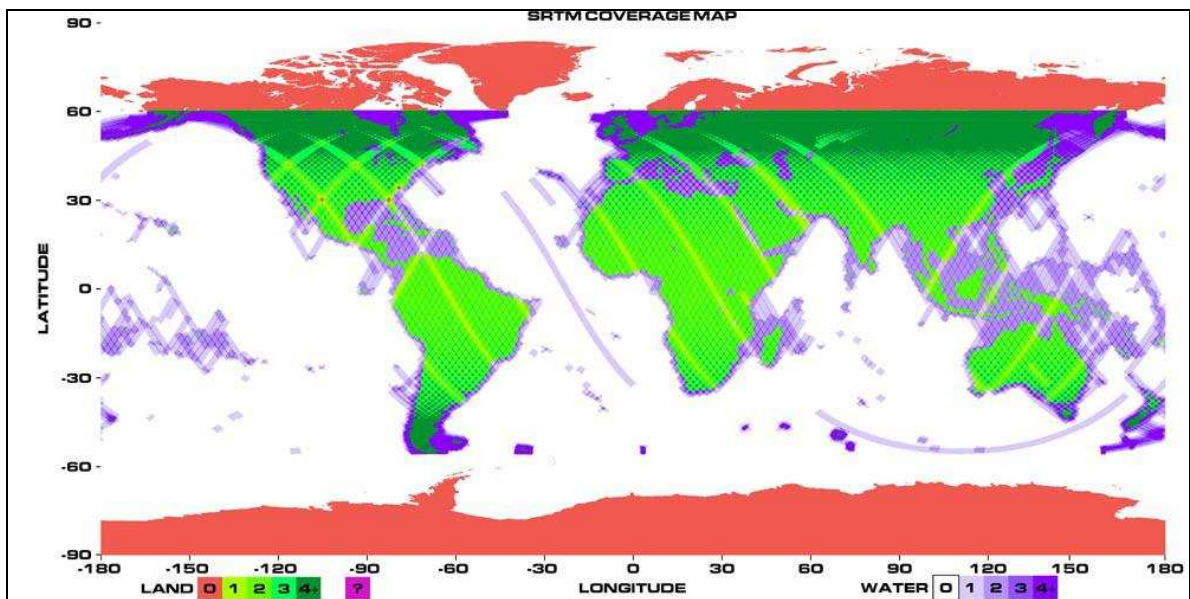 SRTM COVERAGE MAP
90
60
30
0
-30
-60
-90
LATITUDE
-180 -150 -120 -90 -60 -30 0 30 60 90 120 150 180
LAND 0 1 2 3 4+ ? LONGITUDE WATER 0 1 2 3 4+